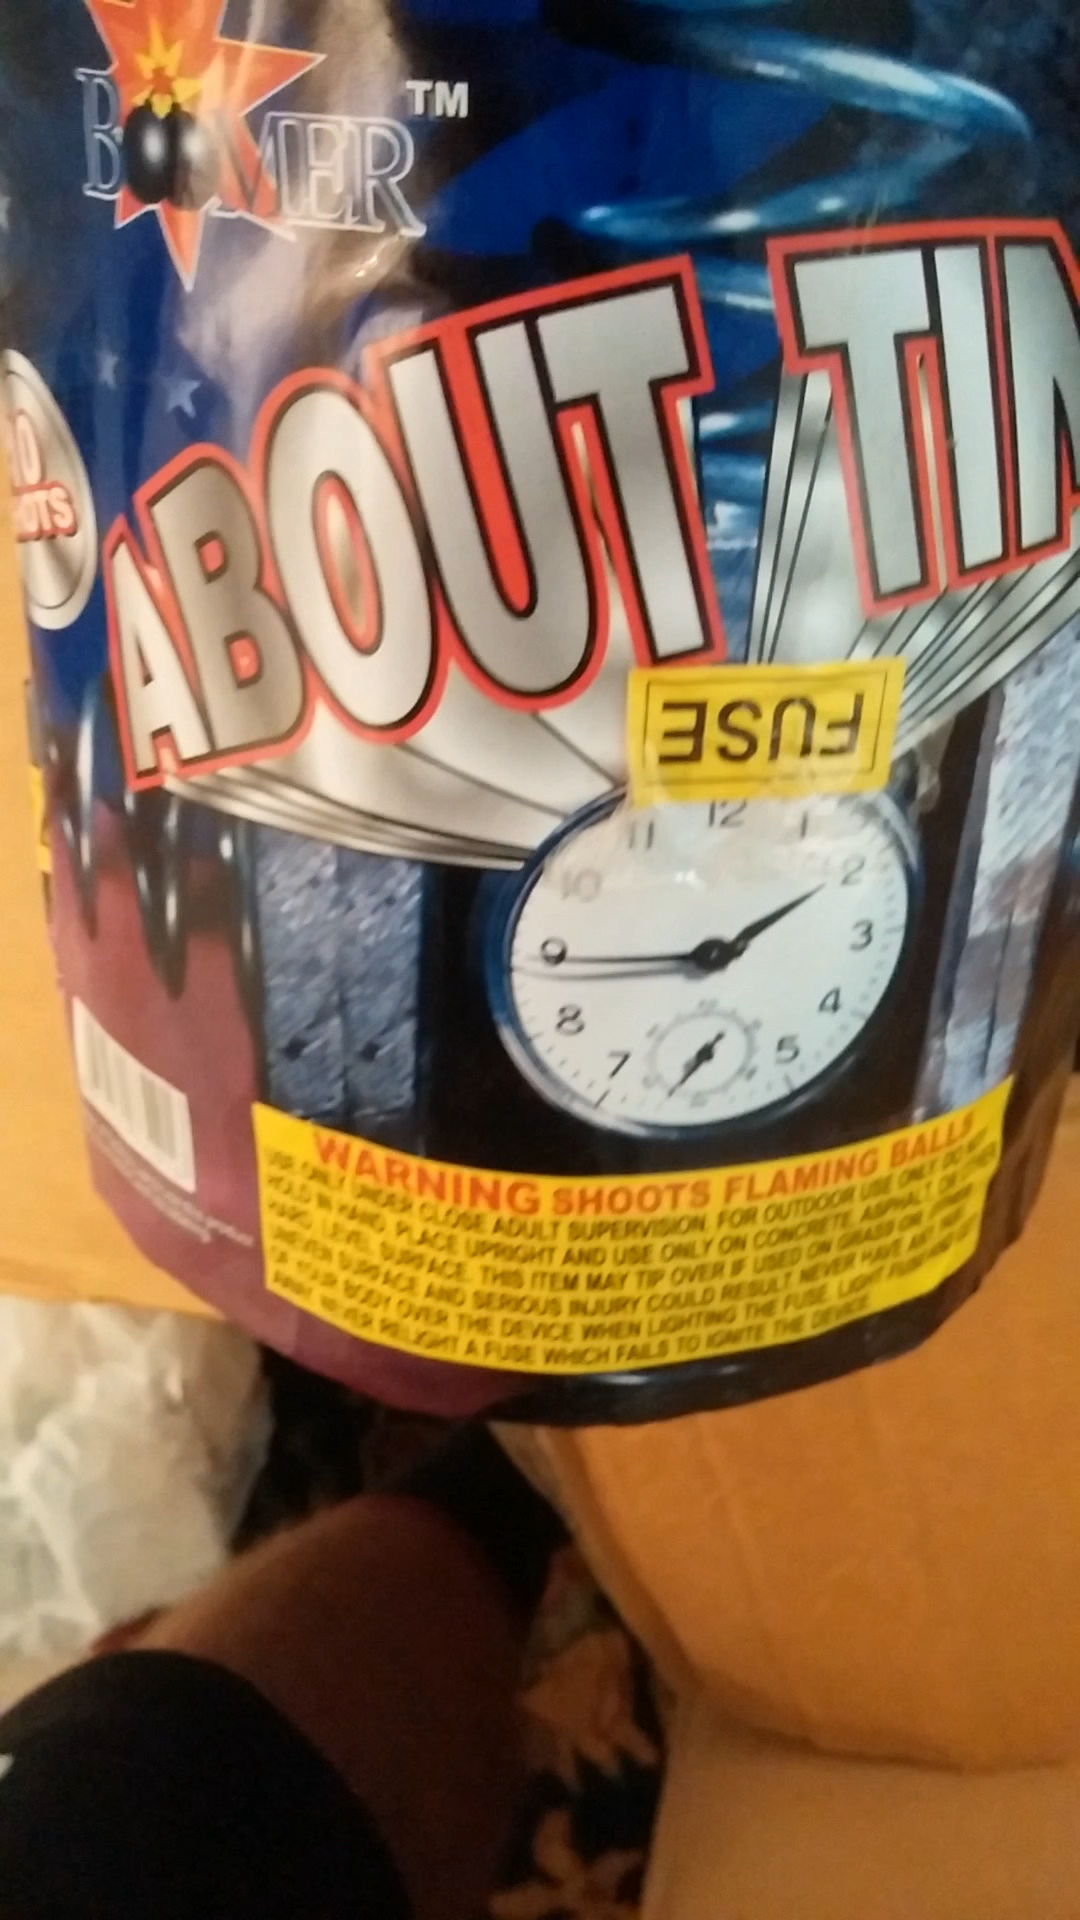 BOOMER™
ABOUT TIM
FUSE
11 12 1
10 2
9 3
8 4
7 5
WARNING SHOOTS FLAMING BALLS
USE ONLY UNDER CLOSE ADULT SUPERVISION. FOR OUTDOOR USE ONLY. DO NOT
HOLD IN HAND. PLACE UPRIGHT AND USE ONLY ON CONCRETE, ASPHALT, OR OTHER
HARD, LEVEL SURFACE. THIS ITEM MAY TIP OVER IF USED ON GRASS OR OTHER
UNEVEN SURFACE AND SERIOUS INJURY COULD RESULT. NEVER HAVE ANY PART
OF YOUR BODY OVER THE DEVICE WHEN LIGHTING THE FUSE. LIGHT FUSE AND GET
AWAY. NEVER RELIGHT A FUSE WHICH FAILS TO IGNITE THE DEVICE.